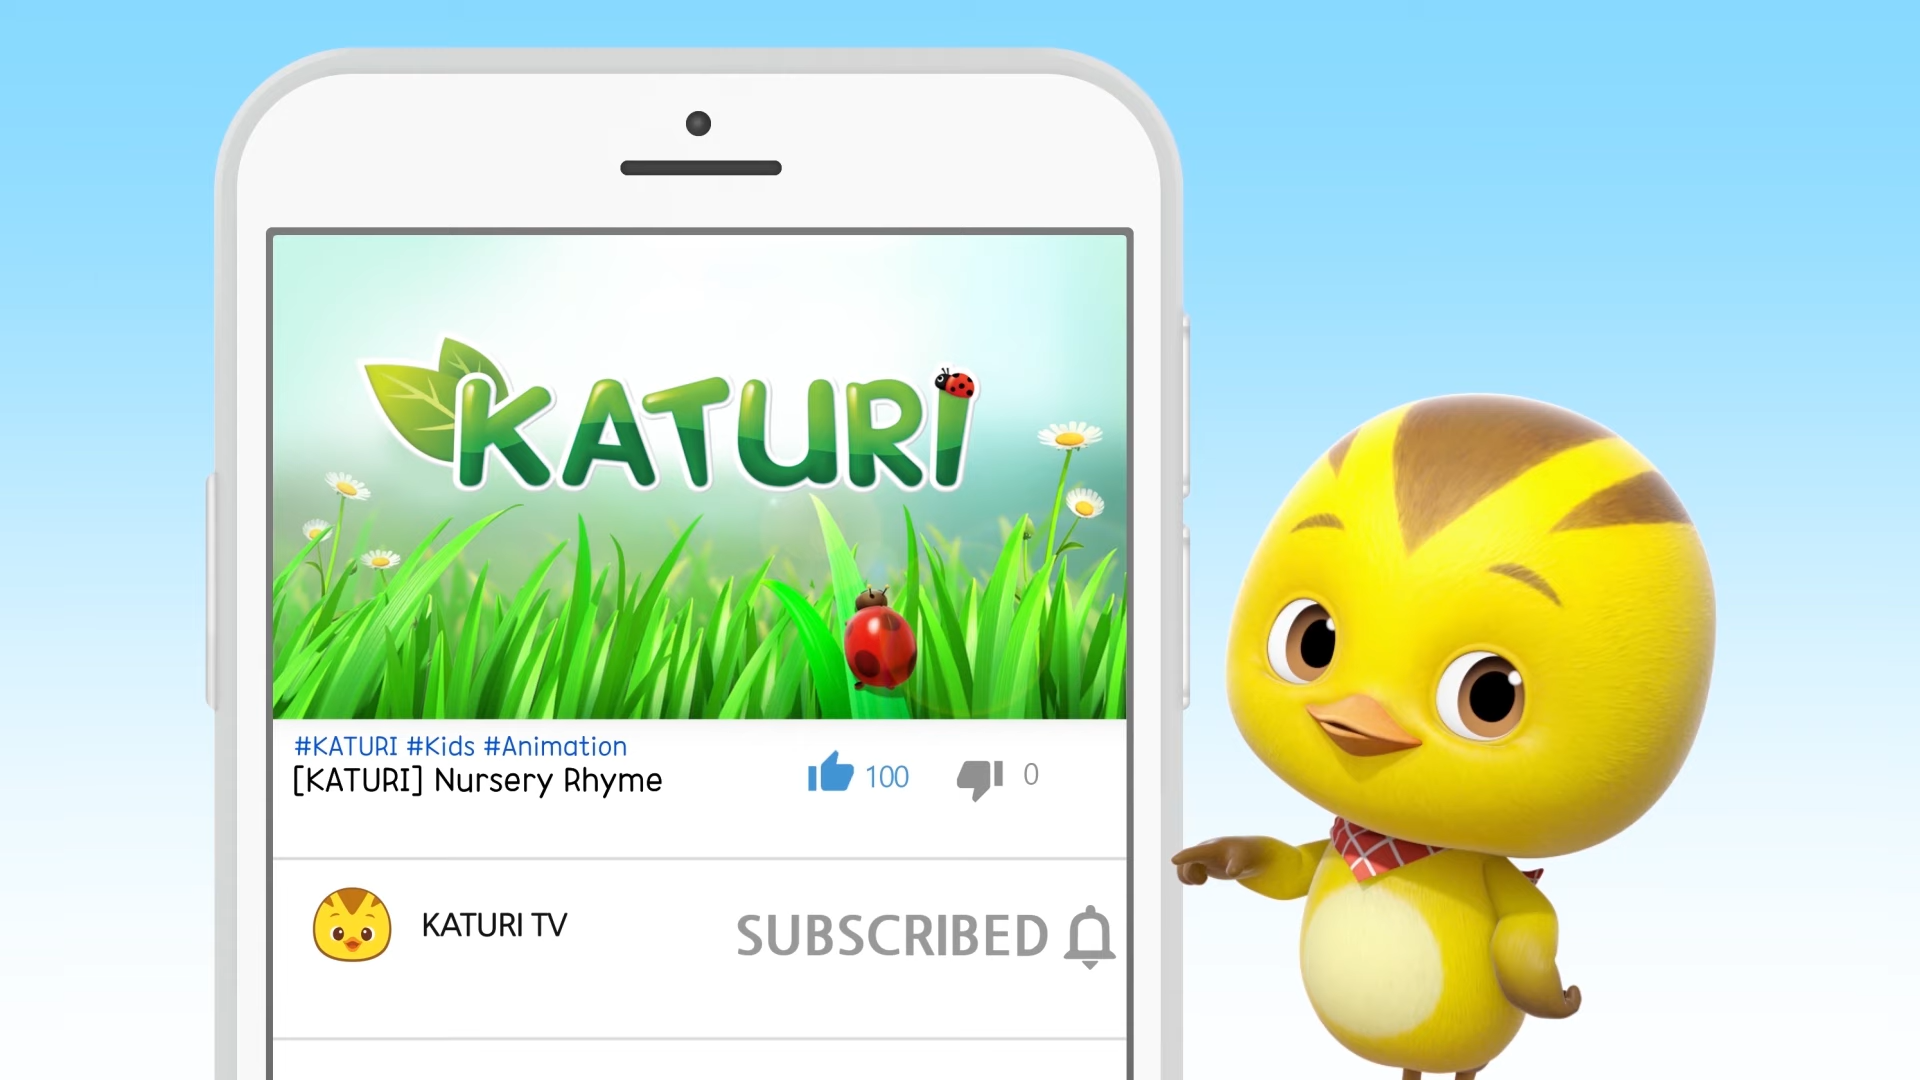 KATURI
#KATURI #Kids #Animation
[KATURI] Nursery Rhyme
100
0
KATURI TV
SUBSCRIBED